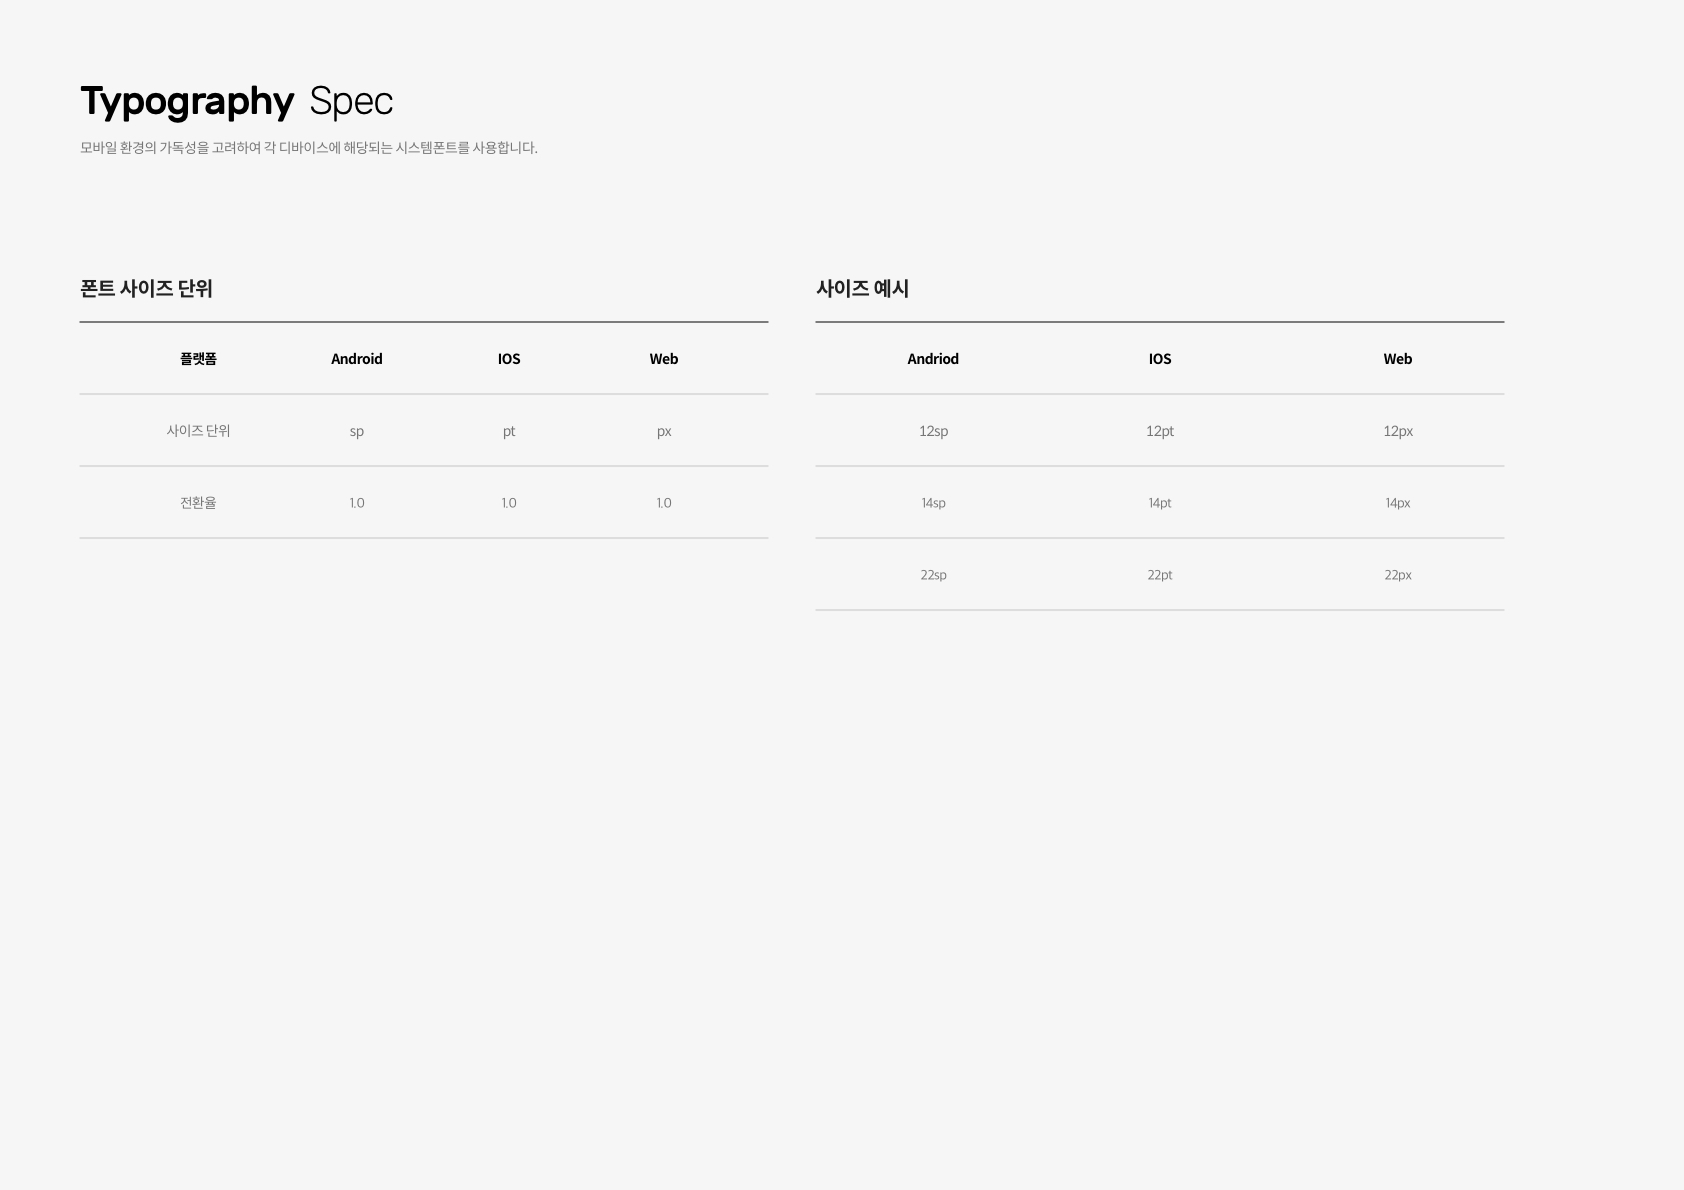 Typography Spec
모바일 환경의 가독성을 고려하여 각 디바이스에 해당되는 시스템폰트를 사용합니다.
폰트 사이즈 단위
플랫폼 Android IOS Web
사이즈 단위 sp pt px
전환율 1.0 1.0 1.0
사이즈 예시
Andriod IOS Web
12sp 12pt 12px
14sp 14pt 14px
22sp 22pt 22px